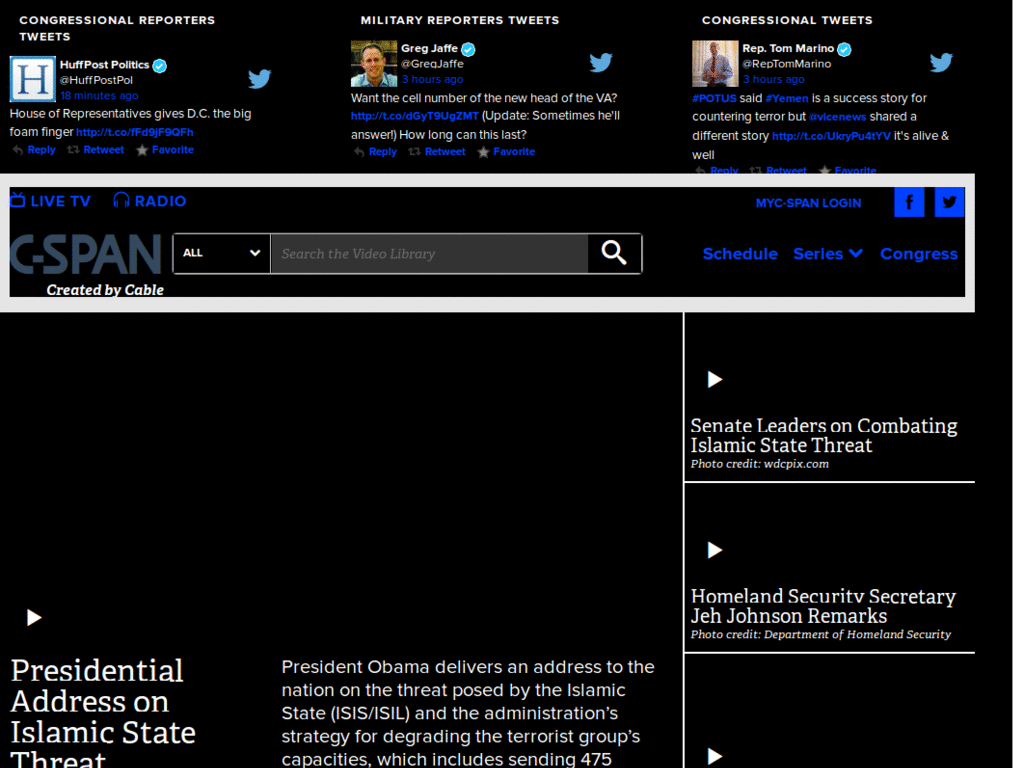 CONGRESSIONAL REPORTERS
TWEETS
HuffPost Politics
@HuffPostPol
18 minutes ago
House of Representatives gives D.C. the big
foam finger http://t.co/fFd9jF9QFh
Reply Retweet Favorite
MILITARY REPORTERS TWEETS
Greg Jaffe
@GregJaffe
3 hours ago
Want the cell number of the new head of the VA?
http://t.co/dGyT9UgZMT (Update: Sometimes he'll
answer!) How long can this last?
Reply Retweet Favorite
CONGRESSIONAL TWEETS
Rep. Tom Marino
@RepTomMarino
3 hours ago
#POTUS said #Yemen is a success story for
countering terror but @vicenews shared a
different story http://t.co/UkryPu4tYV it's alive &
well
Reply Retweet Favorite
LIVE TV RADIO
MYC-SPAN LOGIN
C-SPAN
Created by Cable
ALL
Search the Video Library
Schedule Series Congress
Presidential
Address on
Islamic State
Threat
President Obama delivers an address to the
nation on the threat posed by the Islamic
State (ISIS/ISIL) and the administration’s
strategy for degrading the terrorist group’s
capacities, which includes sending 475
Senate Leaders on Combating
Islamic State Threat
Photo credit: wdcpix.com
Homeland Security Secretary
Jeh Johnson Remarks
Photo credit: Department of Homeland Security